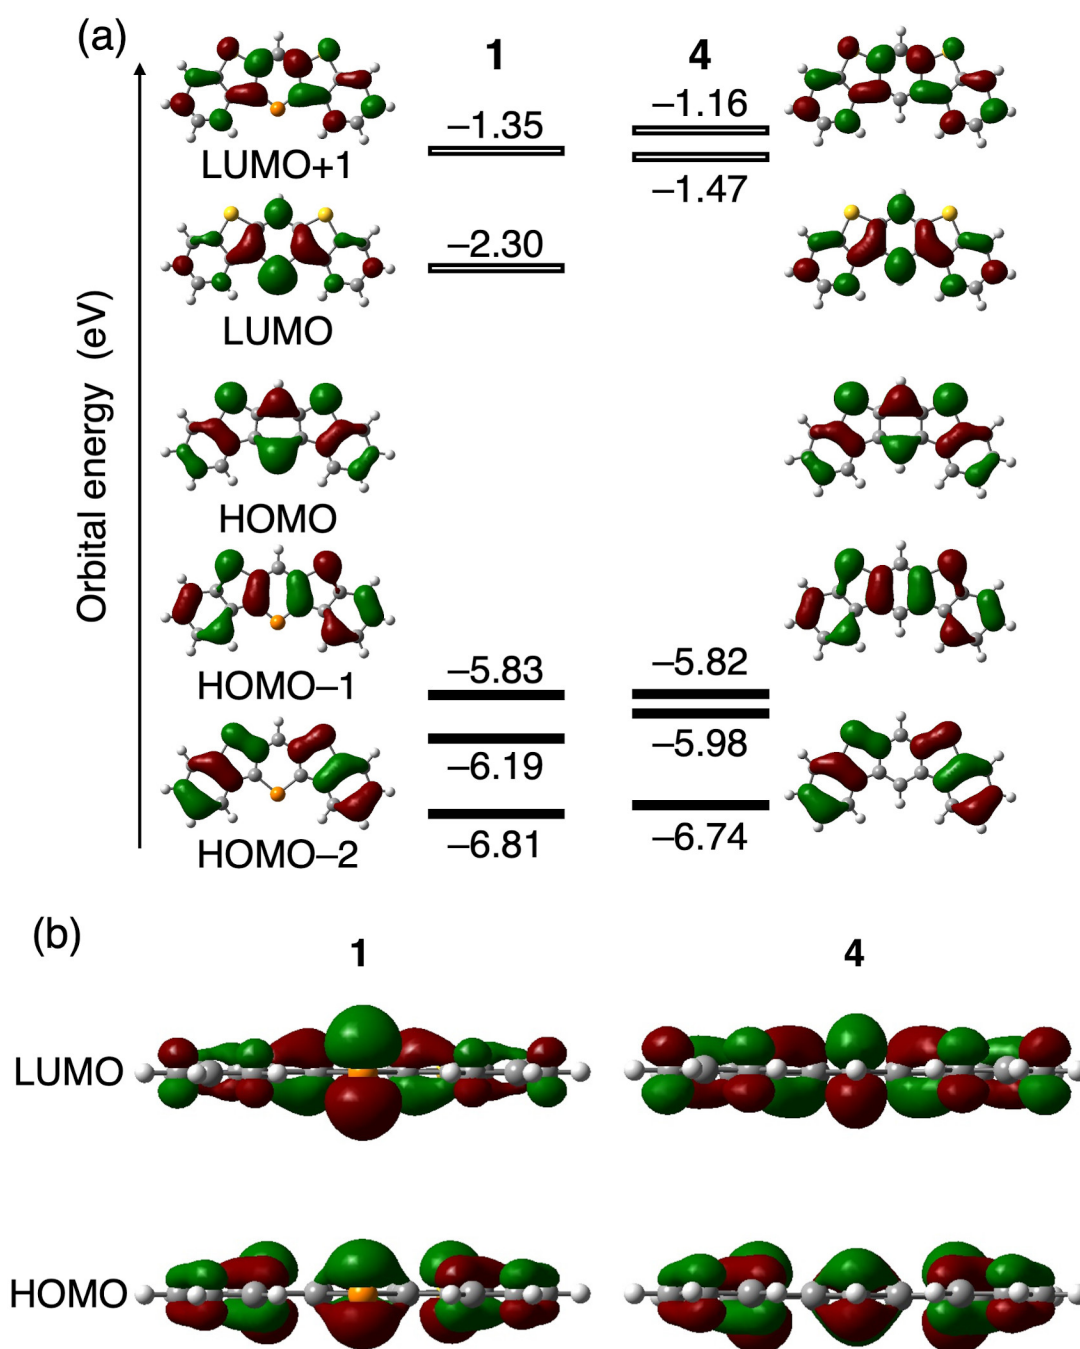 (a)
1
4
Orbital energy (eV)
LUMO+1
–1.35
–1.16
–1.47
LUMO
–2.30
HOMO
HOMO–1
–5.83
–5.82
–6.19
–5.98
HOMO–2
–6.81
–6.74
(b)
1
4
LUMO
HOMO